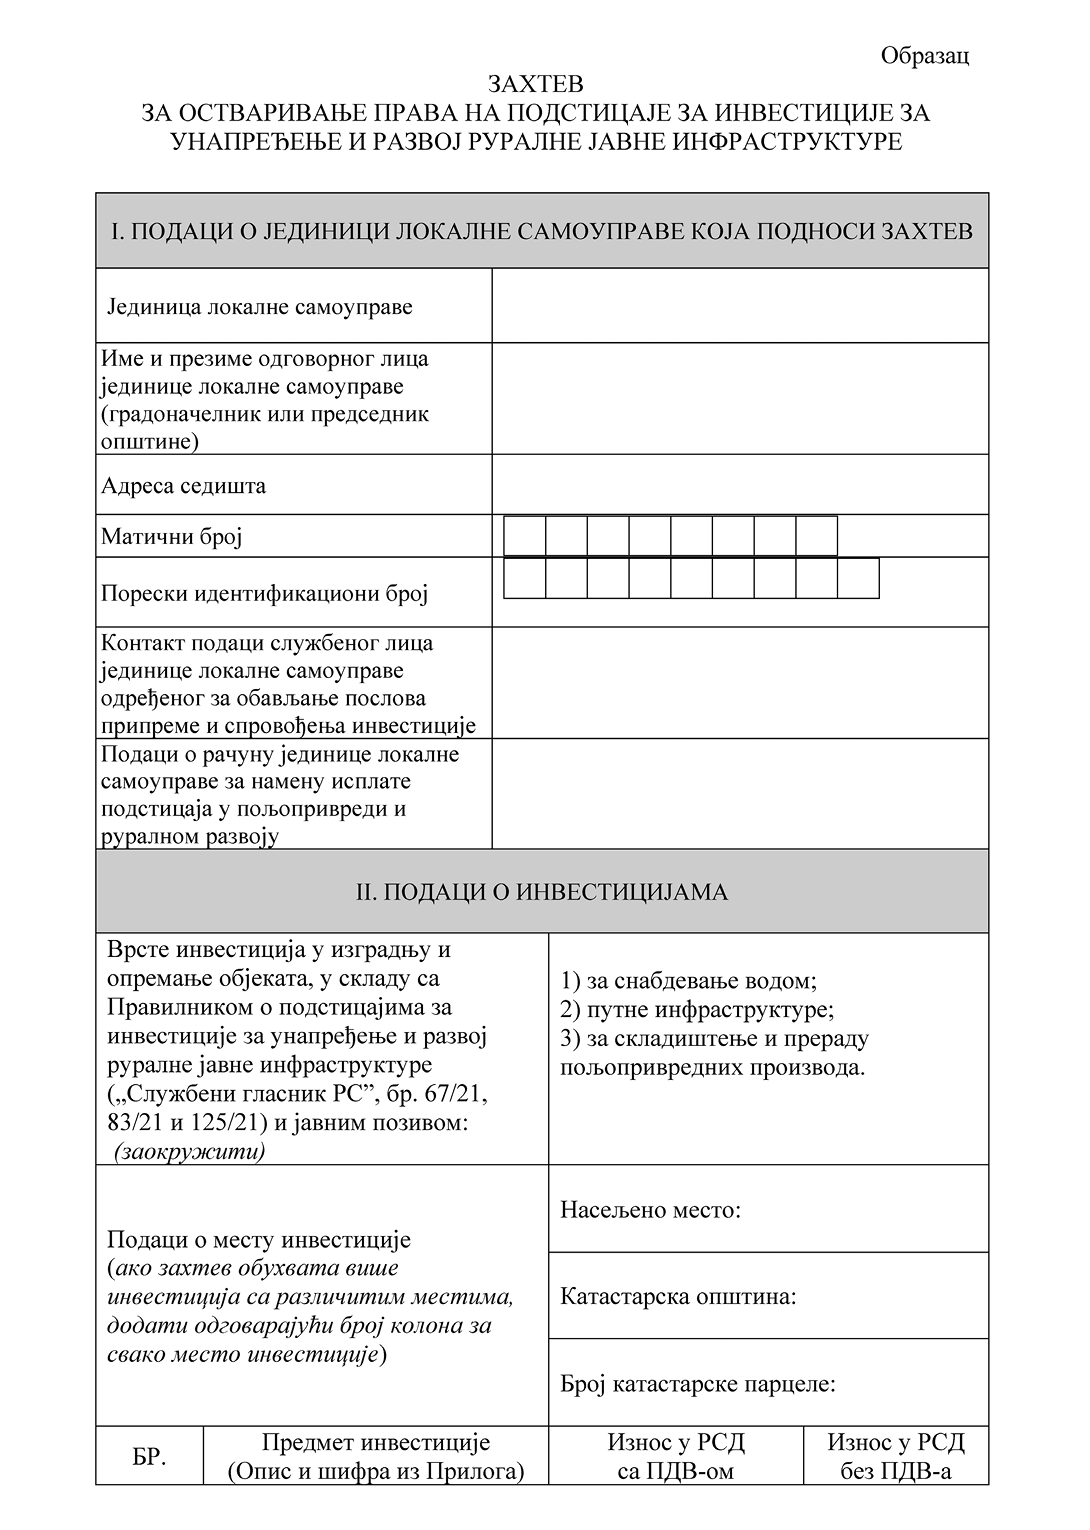 Образац
ЗАХТЕВ
ЗА ОСТВАРИВАЊЕ ПРАВА НА ПОДСТИЦАЈЕ ЗА ИНВЕСТИЦИЈЕ ЗА
УНАПРЕЂЕЊЕ И РАЗВОЈ РУРАЛНЕ ЈАВНЕ ИНФРАСТРУКТУРЕ
I. ПОДАЦИ О ЈЕДИНИЦИ ЛОКАЛНЕ САМОУПРАВЕ КОЈА ПОДНОСИ ЗАХТЕВ
Јединица локалне самоуправе
Име и презиме одговорног лица
јединице локалне самоуправе
(градоначелник или председник
општине)
Адреса седишта
Матични број
Порески идентификациони број
Контакт подаци службеног лица
јединице локалне самоуправе
одређеног за обављање послова
припреме и спровођења инвестиције
Подаци о рачуну јединице локалне
самоуправе за намену исплате
подстицаја у пољопривреди и
руралном развоју
II. ПОДАЦИ О ИНВЕСТИЦИЈАМА
Врсте инвестиција у изградњу и
опремање објеката, у складу са
Правилником о подстицајима за
инвестиције за унапређење и развој
руралне јавне инфраструктуре
(„Службени гласник РС”, бр. 67/21,
83/21 и 125/21) и јавним позивом:
(заокружити)
1) за снабдевање водом;
2) путне инфраструктуре;
3) за складиштење и прераду
пољопривредних производа.
Подаци о месту инвестиције
(ако захтев обухвата више
инвестиција са различитим местима,
додати одговарајући број колона за
свако место инвестиције)
Насељено место:
Катастарска општина:
Број катастарске парцеле:
БР.
Предмет инвестиције
(Опис и шифра из Прилога)
Износ у РСД
са ПДВ-ом
Износ у РСД
без ПДВ-а